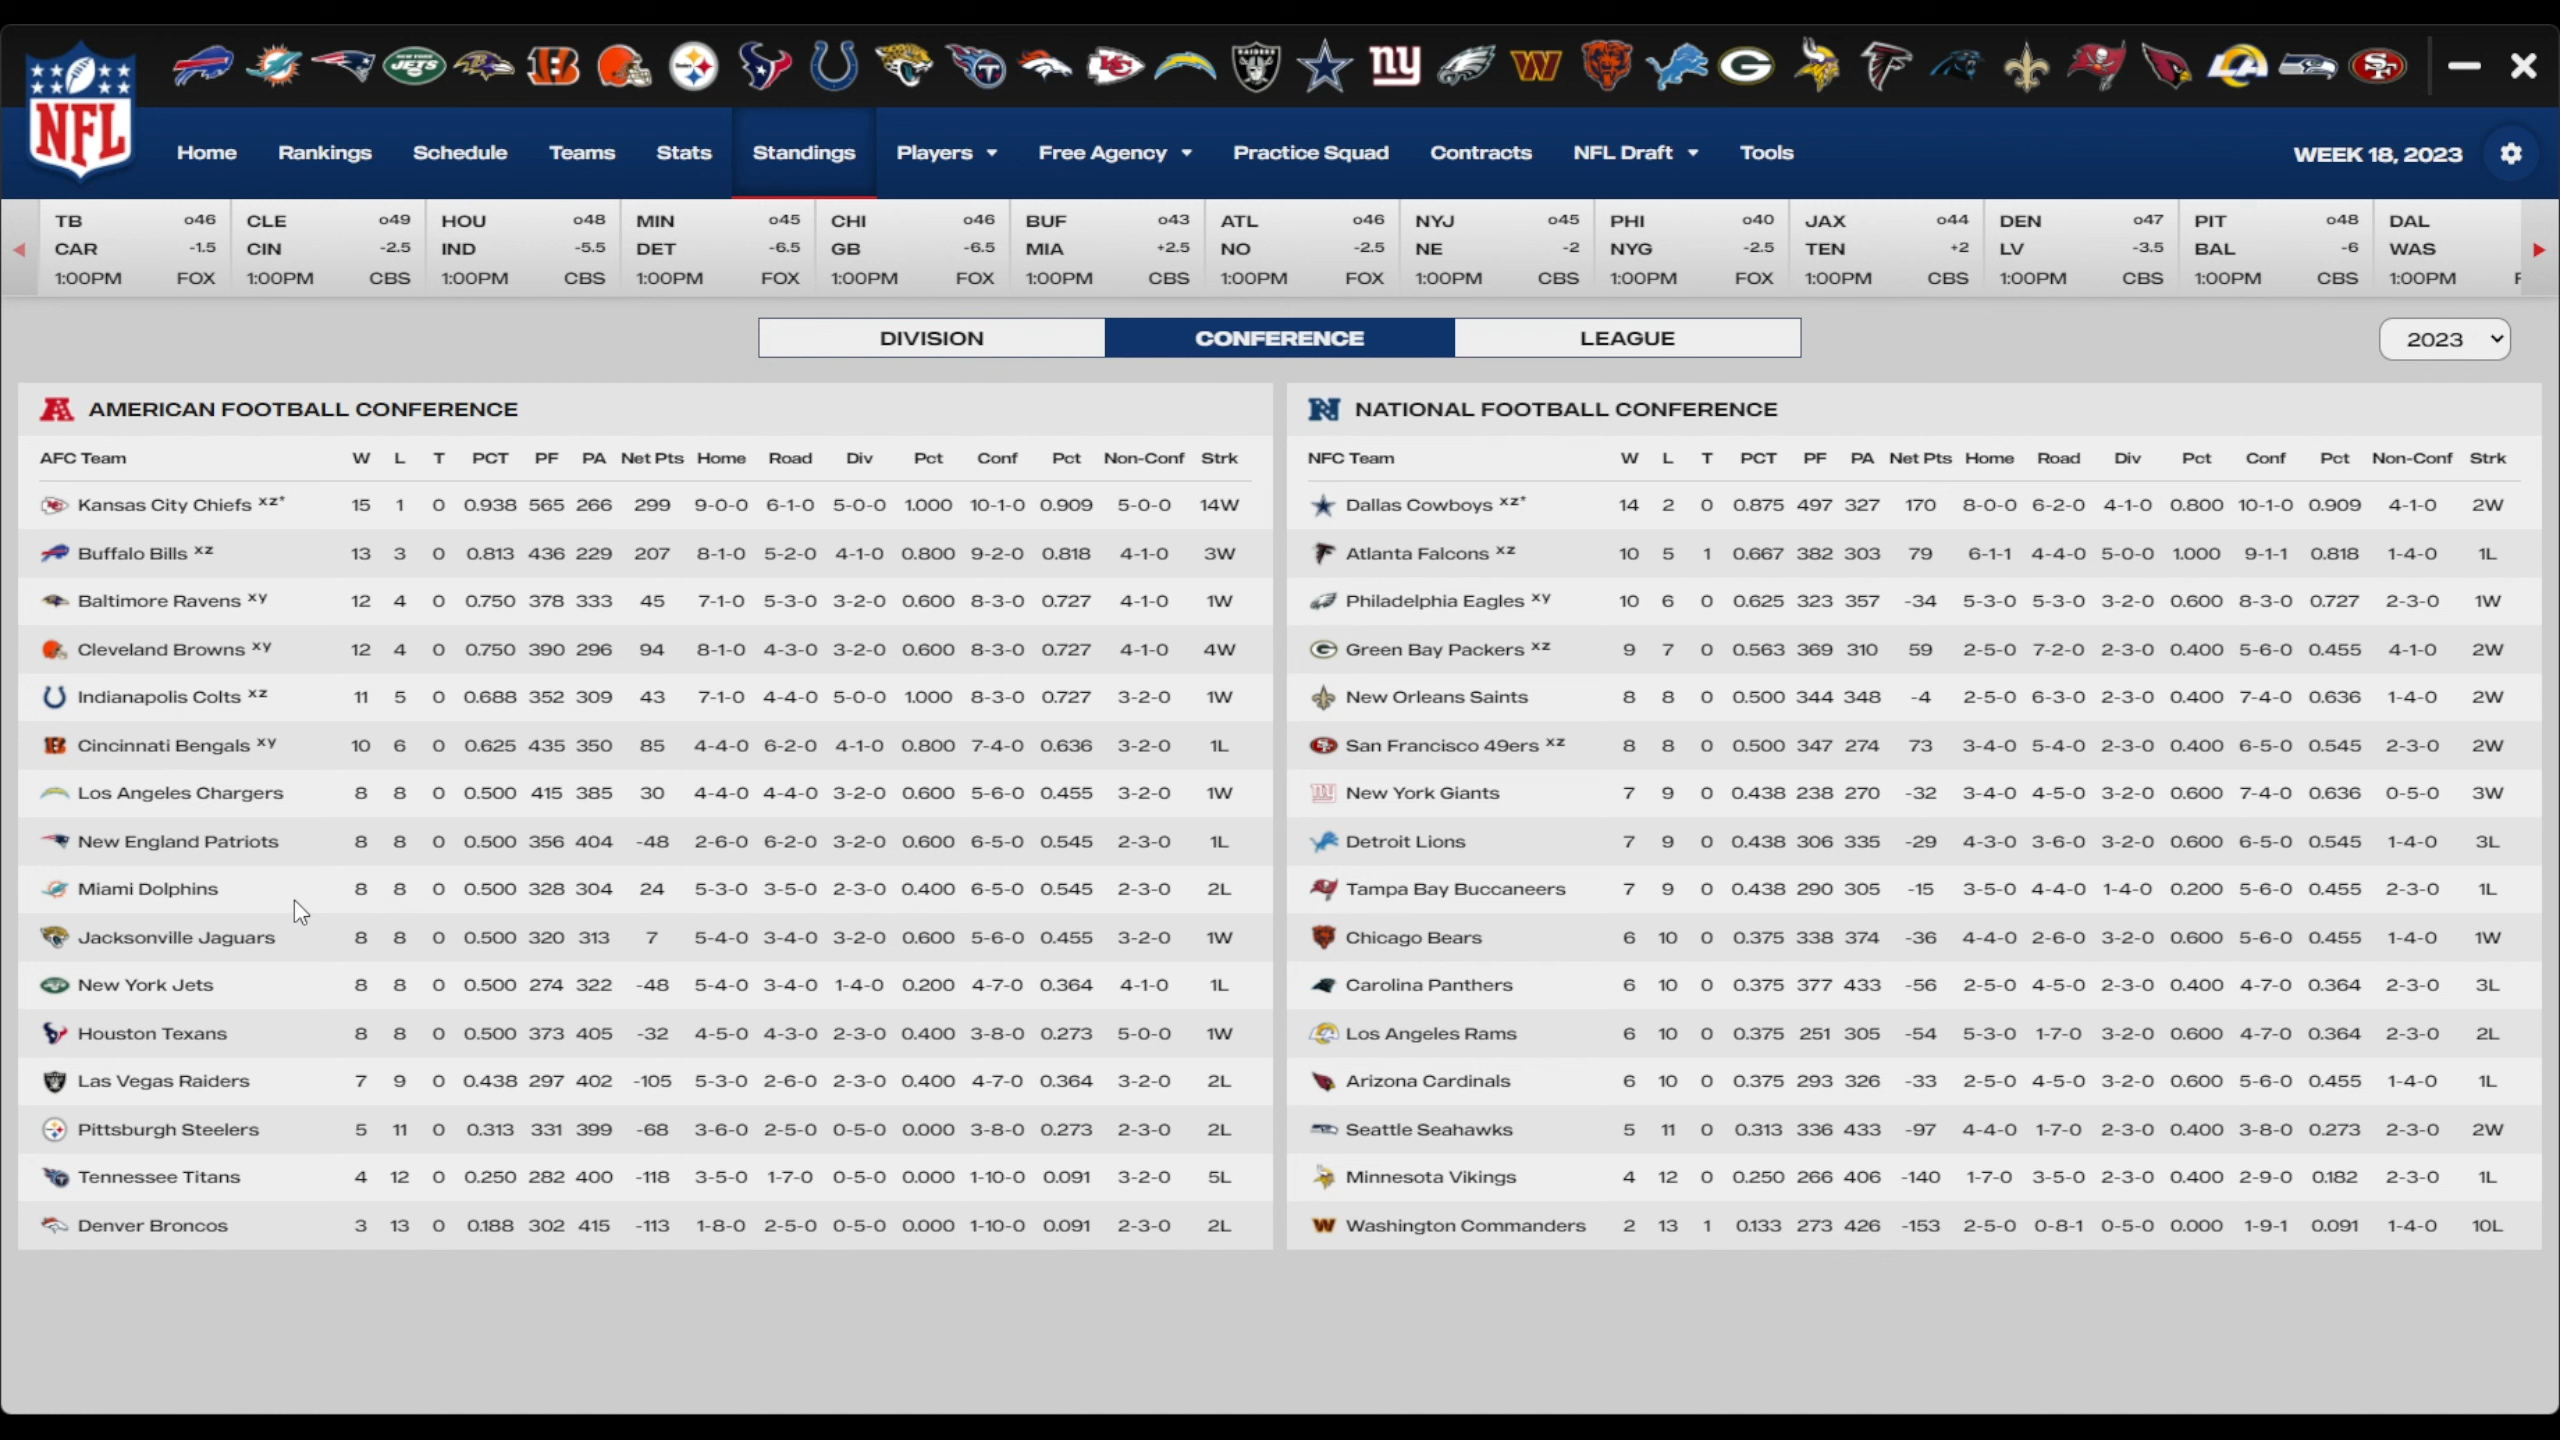 NFL
Home Rankings Schedule Teams Stats Standings Players Free Agency Practice Squad Contracts NFL Draft Tools WEEK 18, 2023
TB o46 CLE o49 HOU o48 MIN o45 CHI o46 BUF o43 ATL o46 NYJ o45 PHI o40 JAX o44 DEN o47 PIT o48 DAL
CAR -1.5 CIN -2.5 IND -5.5 DET -6.5 GB -6.5 MIA +2.5 NO -2.5 NE -2 NYG -2.5 TEN +2 LV -3.5 BAL -6 WAS
1:00PM FOX 1:00PM CBS 1:00PM CBS 1:00PM FOX 1:00PM FOX 1:00PM CBS 1:00PM FOX 1:00PM CBS 1:00PM FOX 1:00PM CBS 1:00PM CBS 1:00PM CBS 1:00PM
DIVISION CONFERENCE LEAGUE 2023
AMERICAN FOOTBALL CONFERENCE
AFC Team W L T PCT PF PA Net Pts Home Road Div Pct Conf Pct Non-Conf Strk
Kansas City Chiefs xz* 15 1 0 0.938 565 266 299 9-0-0 6-1-0 5-0-0 1.000 10-1-0 0.909 5-0-0 14W
Buffalo Bills xz 13 3 0 0.813 436 229 207 8-1-0 5-2-0 4-1-0 0.800 9-2-0 0.818 4-1-0 3W
Baltimore Ravens xy 12 4 0 0.750 378 333 45 7-1-0 5-3-0 3-2-0 0.600 8-3-0 0.727 4-1-0 1W
Cleveland Browns xy 12 4 0 0.750 390 296 94 8-1-0 4-3-0 3-2-0 0.600 8-3-0 0.727 4-1-0 4W
Indianapolis Colts xz 11 5 0 0.688 352 309 43 7-1-0 4-4-0 5-0-0 1.000 8-3-0 0.727 3-2-0 1W
Cincinnati Bengals xy 10 6 0 0.625 435 350 85 4-4-0 6-2-0 4-1-0 0.800 7-4-0 0.636 3-2-0 1L
Los Angeles Chargers 8 8 0 0.500 415 385 30 4-4-0 4-4-0 3-2-0 0.600 5-6-0 0.455 3-2-0 1W
New England Patriots 8 8 0 0.500 356 404 -48 2-6-0 6-2-0 3-2-0 0.600 6-5-0 0.545 2-3-0 1L
Miami Dolphins 8 8 0 0.500 328 304 24 5-3-0 3-5-0 2-3-0 0.400 6-5-0 0.545 2-3-0 2L
Jacksonville Jaguars 8 8 0 0.500 320 313 7 5-4-0 3-4-0 3-2-0 0.600 5-6-0 0.455 3-2-0 1W
New York Jets 8 8 0 0.500 274 322 -48 5-4-0 3-4-0 1-4-0 0.200 4-7-0 0.364 4-1-0 1L
Houston Texans 8 8 0 0.500 373 405 -32 4-5-0 4-3-0 2-3-0 0.400 3-8-0 0.273 5-0-0 1W
Las Vegas Raiders 7 9 0 0.438 297 402 -105 5-3-0 2-6-0 2-3-0 0.400 4-7-0 0.364 3-2-0 2L
Pittsburgh Steelers 5 11 0 0.313 331 399 -68 3-6-0 2-5-0 0-5-0 0.000 3-8-0 0.273 2-3-0 2L
Tennessee Titans 4 12 0 0.250 282 400 -118 3-5-0 1-7-0 0-5-0 0.000 1-10-0 0.091 3-2-0 5L
Denver Broncos 3 13 0 0.188 302 415 -113 1-8-0 2-5-0 0-5-0 0.000 1-10-0 0.091 2-3-0 2L
NATIONAL FOOTBALL CONFERENCE
NFC Team W L T PCT PF PA Net Pts Home Road Div Pct Conf Pct Non-Conf Strk
Dallas Cowboys xz* 14 2 0 0.875 497 327 170 8-0-0 6-2-0 4-1-0 0.800 10-1-0 0.909 4-1-0 2W
Atlanta Falcons xz 10 5 1 0.667 382 303 79 6-1-1 4-4-0 5-0-0 1.000 9-1-1 0.818 1-4-0 1L
Philadelphia Eagles xy 10 6 0 0.625 323 357 -34 5-3-0 5-3-0 3-2-0 0.600 8-3-0 0.727 2-3-0 1W
Green Bay Packers xz 9 7 0 0.563 369 310 59 2-5-0 7-2-0 2-3-0 0.400 5-6-0 0.455 4-1-0 2W
New Orleans Saints 8 8 0 0.500 344 348 -4 2-5-0 6-3-0 2-3-0 0.400 7-4-0 0.636 1-4-0 2W
San Francisco 49ers xz 8 8 0 0.500 347 274 73 3-4-0 5-4-0 2-3-0 0.400 6-5-0 0.545 2-3-0 2W
New York Giants 7 9 0 0.438 238 270 -32 3-4-0 4-5-0 3-2-0 0.600 7-4-0 0.636 0-5-0 3W
Detroit Lions 7 9 0 0.438 306 335 -29 4-3-0 3-6-0 3-2-0 0.600 6-5-0 0.545 1-4-0 3L
Tampa Bay Buccaneers 7 9 0 0.438 290 305 -15 3-5-0 4-4-0 1-4-0 0.200 5-6-0 0.455 2-3-0 1L
Chicago Bears 6 10 0 0.375 338 374 -36 4-4-0 2-6-0 3-2-0 0.600 5-6-0 0.455 1-4-0 1W
Carolina Panthers 6 10 0 0.375 377 433 -56 2-5-0 4-5-0 2-3-0 0.400 4-7-0 0.364 2-3-0 3L
Los Angeles Rams 6 10 0 0.375 251 305 -54 5-3-0 1-7-0 3-2-0 0.600 4-7-0 0.364 2-3-0 2L
Arizona Cardinals 6 10 0 0.375 293 326 -33 2-5-0 4-5-0 3-2-0 0.600 5-6-0 0.455 1-4-0 1L
Seattle Seahawks 5 11 0 0.313 336 433 -97 4-4-0 1-7-0 2-3-0 0.400 3-8-0 0.273 2-3-0 2W
Minnesota Vikings 4 12 0 0.250 266 406 -140 1-7-0 3-5-0 2-3-0 0.400 2-9-0 0.182 2-3-0 1L
Washington Commanders 2 13 1 0.133 273 426 -153 2-5-0 0-8-1 0-5-0 0.000 1-9-1 0.091 1-4-0 10L